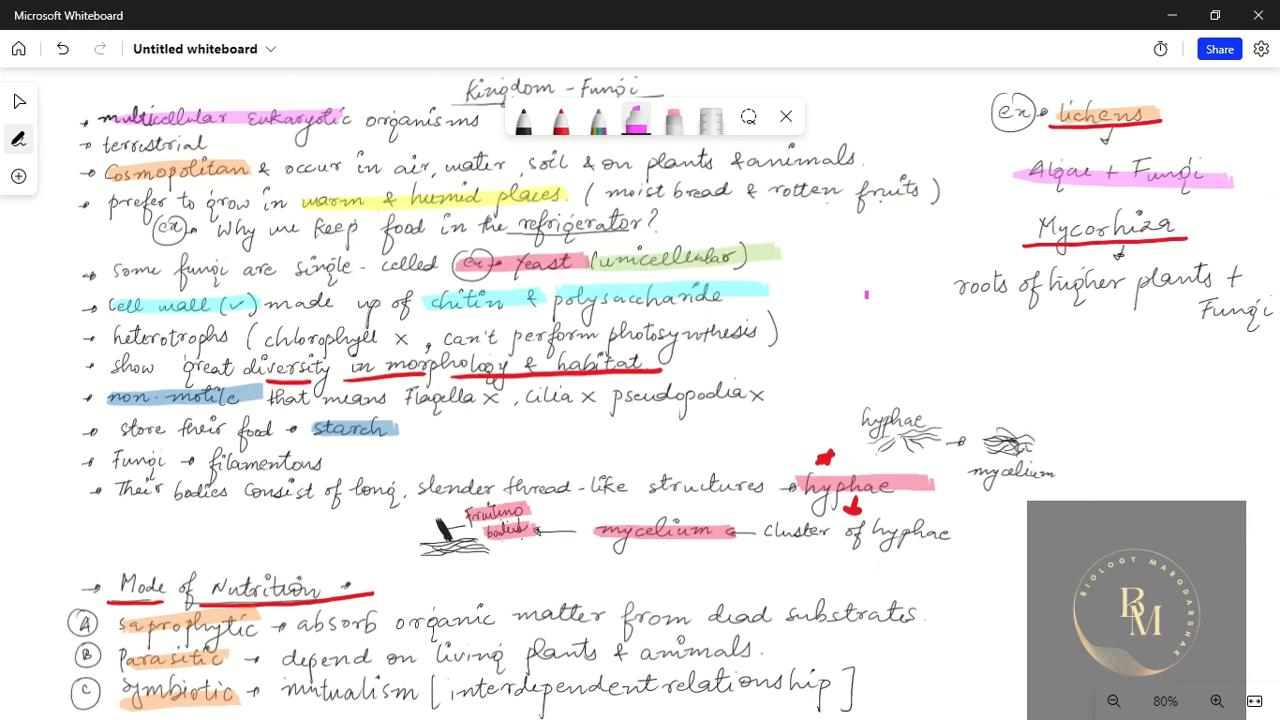 Microsoft Whiteboard
Untitled whiteboard
Share
Kingdom - Fungi
• multicellular Eukaryotic organisms
• terrestrial
• Cosmopolitan & occur in air, water, soil & on plants & animals.
• prefer to grow in warm & humid places. (moist bread & rotten fruits)
(ex)• Why we keep food in the refrigerator?
• Some fungi are single-celled (ex)→ Yeast (unicellular)
• Cell wall (✓) made up of chitin & polysaccharide
• heterotrophs (chlorophyll ×, can't perform photosynthesis)
• show great diversity in morphology & habitat
• non-motile that means Flagella ×, cilia × pseudopodia ×
• store their food → starch
• Fungi → filamentons
• Their bodies consist of long, slender thread-like structures → hyphae
Fruiting bodies ← mycelium ← cluster of hyphae
→ Mode of Nutrition →
(A) saprophytic → absorb organic matter from dead substrates.
(B) Parasitic → depend on living plants & animals.
(C) Symbiotic → mutualism [interdependent relationship]
(ex)• lichens
Algae + Fungi
Mycorhiza
roots of higher plants +
Fungi
hyphae → mycelium
BIOLOGY MARGDARSHAK
BM
80%